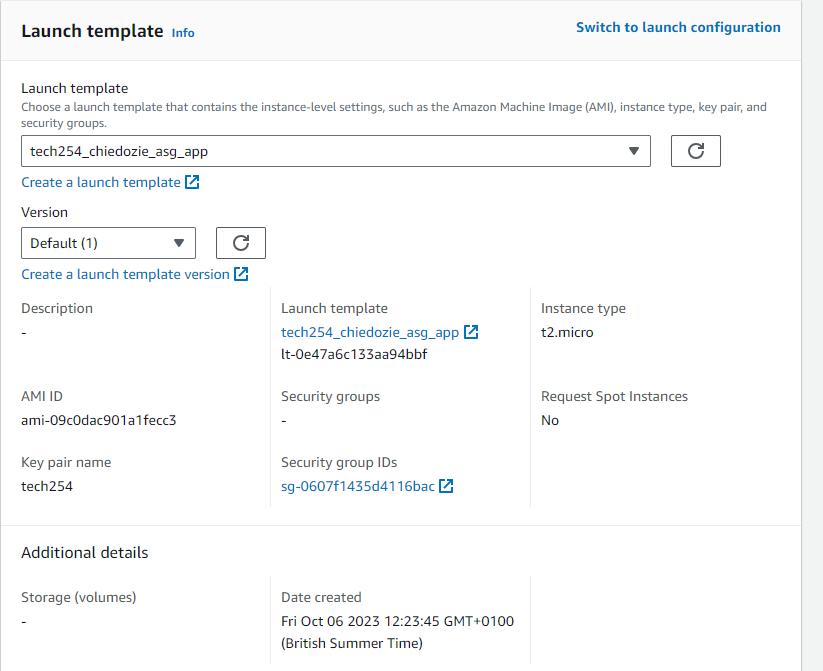 Launch template Info
Switch to launch configuration
Launch template
Choose a launch template that contains the instance-level settings, such as the Amazon Machine Image (AMI), instance type, key pair, and
security groups.
tech254_chiedozie_asg_app
Create a launch template
Version
Default (1)
Create a launch template version
Description
-
Launch template
tech254_chiedozie_asg_app
lt-0e47a6c133aa94bbf
Instance type
t2.micro
AMI ID
ami-09c0dac901a1fecc3
Security groups
-
Request Spot Instances
No
Key pair name
tech254
Security group IDs
sg-0607f1435d4116bac
Additional details
Storage (volumes)
-
Date created
Fri Oct 06 2023 12:23:45 GMT+0100
(British Summer Time)